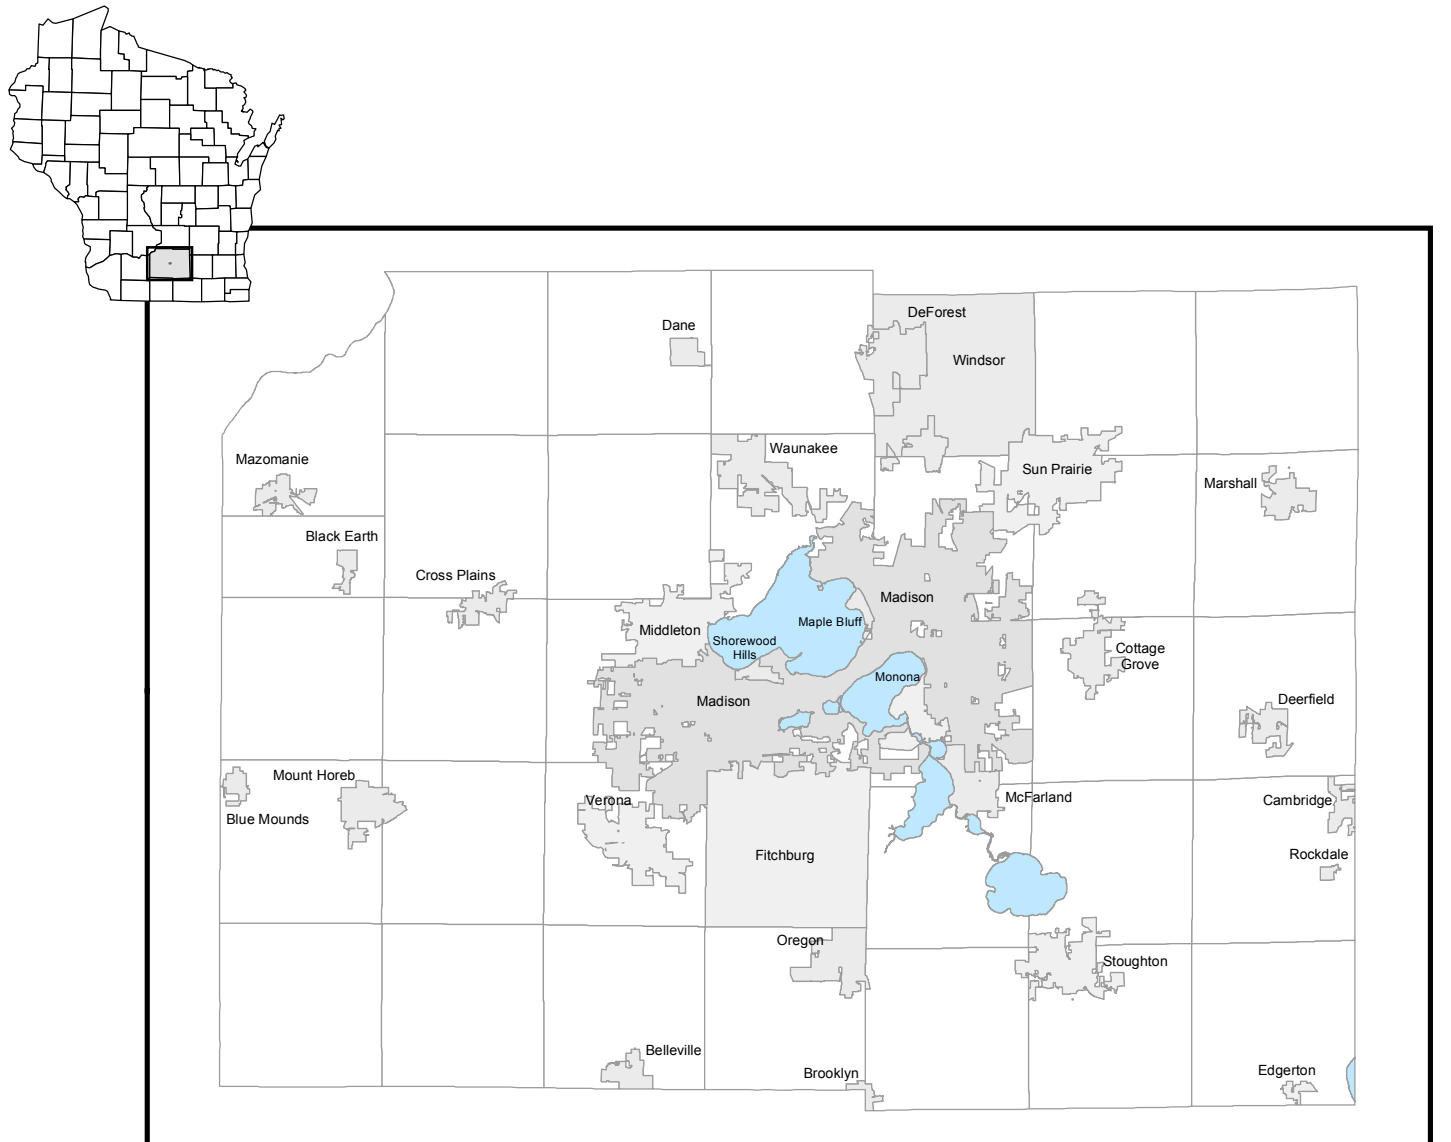 DeForest
Dane
Windsor
Waunakee
Mazomanie
Sun Prairie
Marshall
Black Earth
Cross Plains
Madison
Maple Bluff
Middleton
Shorewood
Hills
Cottage
Grove
Monona
Madison
Deerfield
Mount Horeb
McFarland
Verona
Cambridge
Blue Mounds
Fitchburg
Rockdale
Oregon
Stoughton
Belleville
Brooklyn
Edgerton